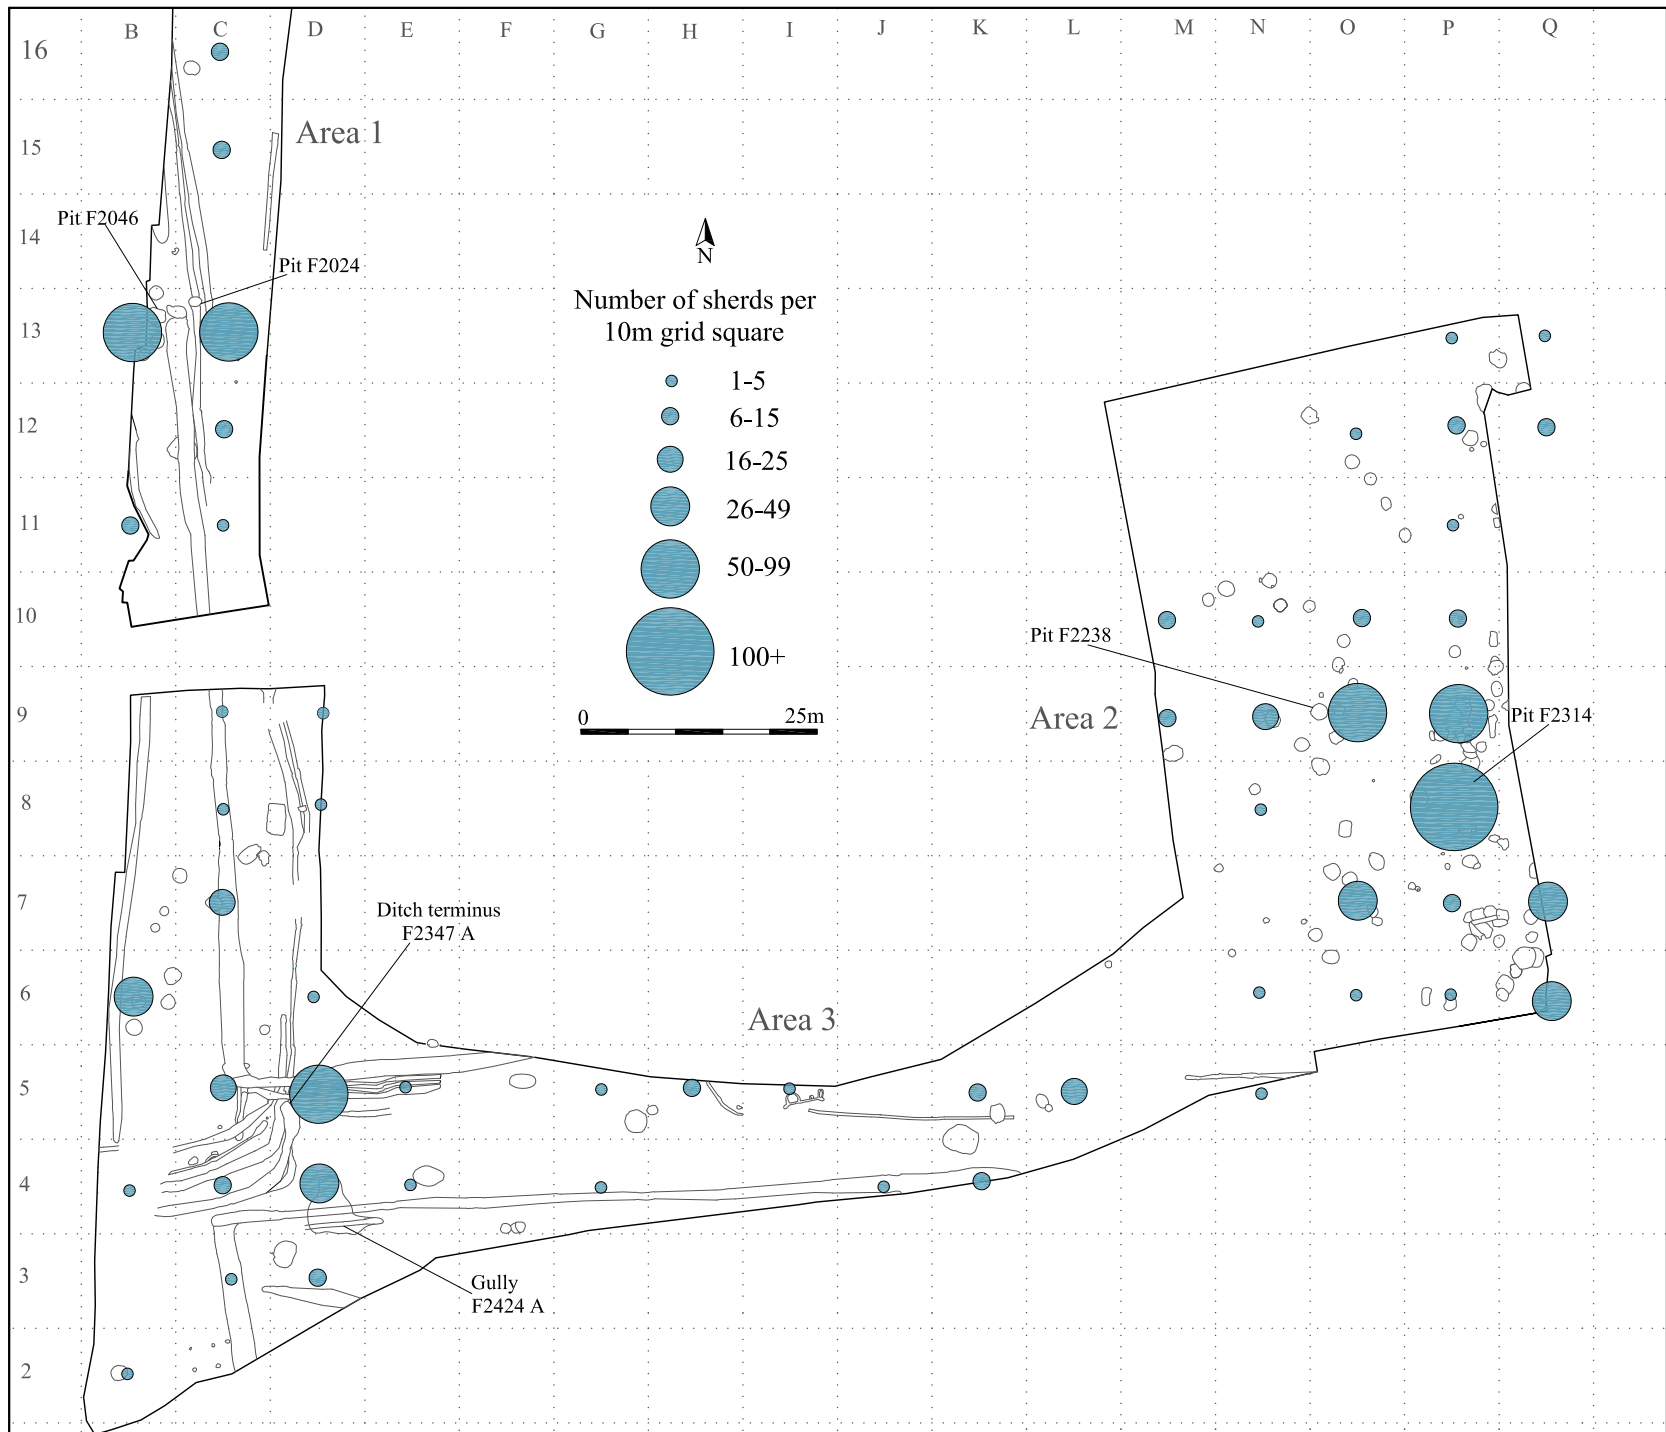 B C D E F G H I J K L M N O P Q
16
15
14
13
12
11
10
9
8
7
6
5
4
3
2
Area 1
Pit F2046
Pit F2024
N
Number of sherds per
10m grid square
1-5
6-15
16-25
26-49
50-99
100+
0 25m
Pit F2238
Area 2
Pit F2314
Ditch terminus
F2347 A
Area 3
Gully
F2424 A